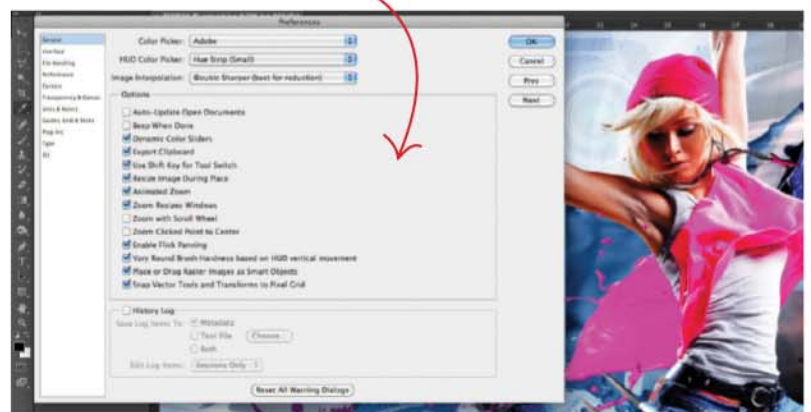 Preferences
General
Interface
File Handling
Performance
Cursors
Transparency & Gamut
Units & Rulers
Guides, Grid & Slices
Plug-Ins
Type
3D
Color Picker: Adobe
HUD Color Picker: Hue Strip (Small)
Image Interpolation: Bicubic Sharper (best for reduction)
OK
Cancel
Prev
Next
Options
Auto-Update Open Documents
Beep When Done
Dynamic Color Sliders
Export Clipboard
Use Shift Key for Tool Switch
Resize Image During Place
Animated Zoom
Zoom Resizes Windows
Zoom with Scroll Wheel
Zoom Clicked Point to Center
Enable Flick Panning
Vary Round Brush Hardness based on HUD vertical movement
Place or Drag Raster Images as Smart Objects
Snap Vector Tools and Transforms to Pixel Grid
History Log
Save Log Items To: Metadata
Text File Choose...
Both
Edit Log Items: Sessions Only
Reset All Warning Dialogs